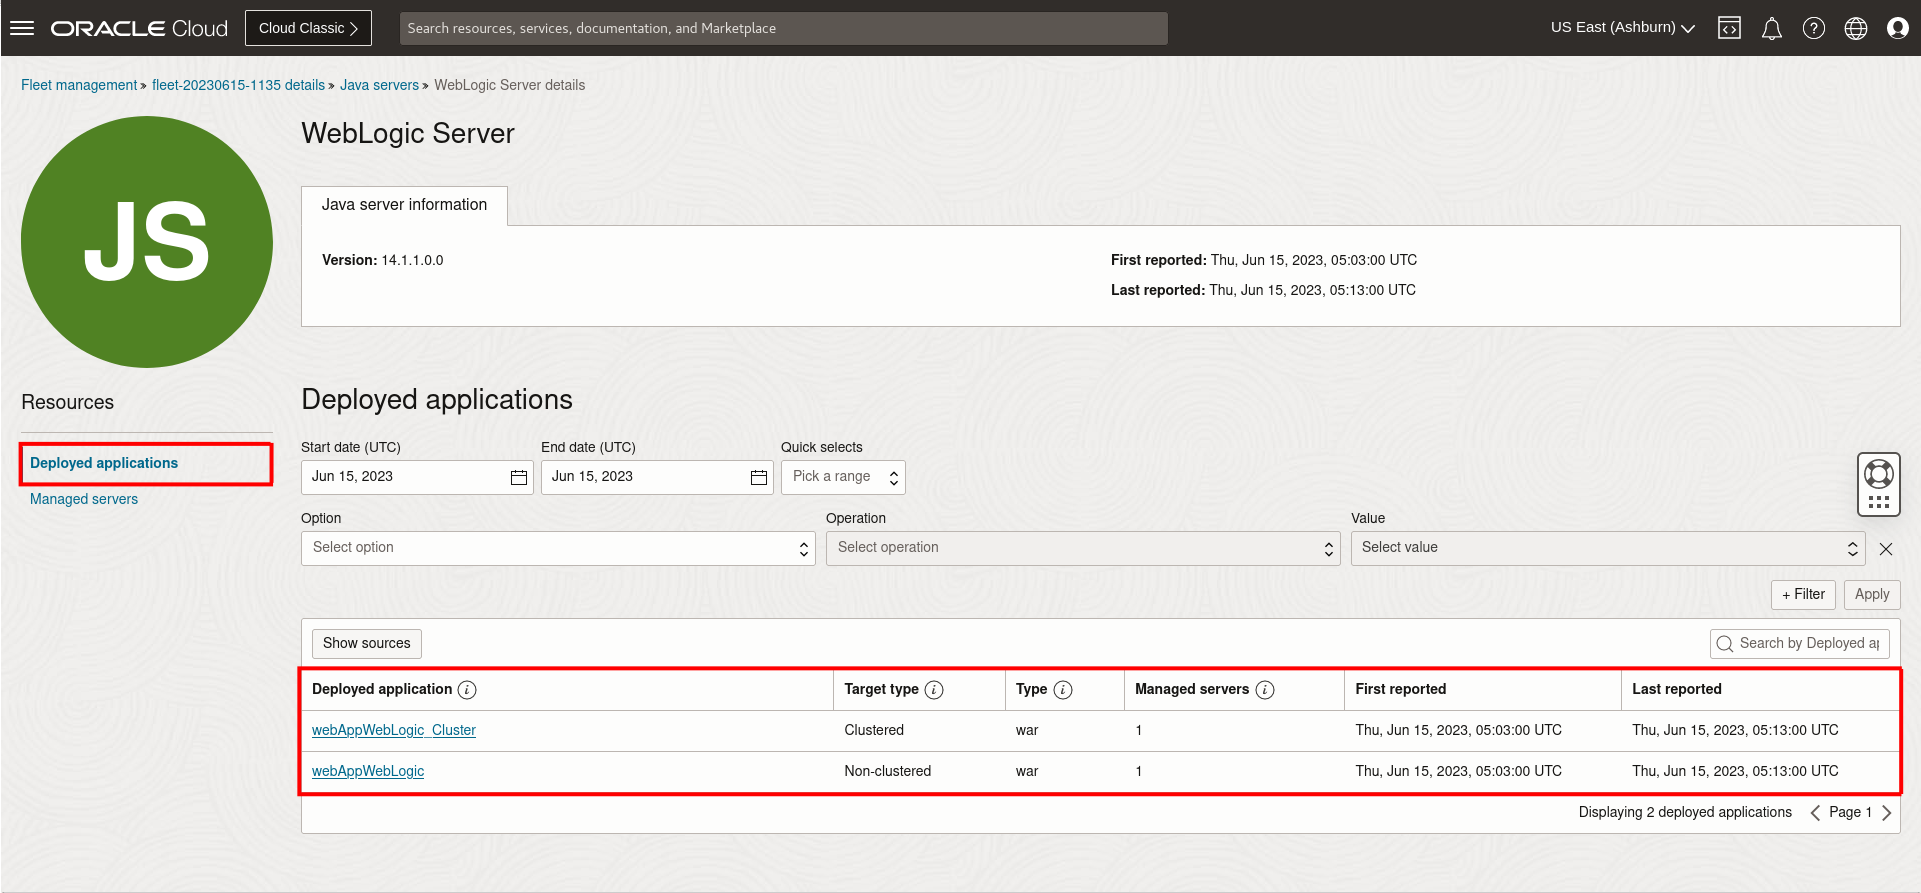 ORACLE Cloud
Cloud Classic
Search resources, services, documentation, and Marketplace
US East (Ashburn)
Fleet management » fleet-20230615-1135 details » Java servers » WebLogic Server details
JS
WebLogic Server
Java server information
Version: 14.1.1.0.0
First reported: Thu, Jun 15, 2023, 05:03:00 UTC
Last reported: Thu, Jun 15, 2023, 05:13:00 UTC
Resources
Deployed applications
Managed servers
Deployed applications
Start date (UTC) End date (UTC) Quick selects
Jun 15, 2023 Jun 15, 2023 Pick a range
Option Operation Value
Select option Select operation Select value
+ Filter Apply
Show sources Search by Deployed ap
Deployed application i Target type i Type i Managed servers i First reported Last reported
webAppWebLogic_Cluster Clustered war 1 Thu, Jun 15, 2023, 05:03:00 UTC Thu, Jun 15, 2023, 05:13:00 UTC
webAppWebLogic Non-clustered war 1 Thu, Jun 15, 2023, 05:03:00 UTC Thu, Jun 15, 2023, 05:13:00 UTC
Displaying 2 deployed applications Page 1